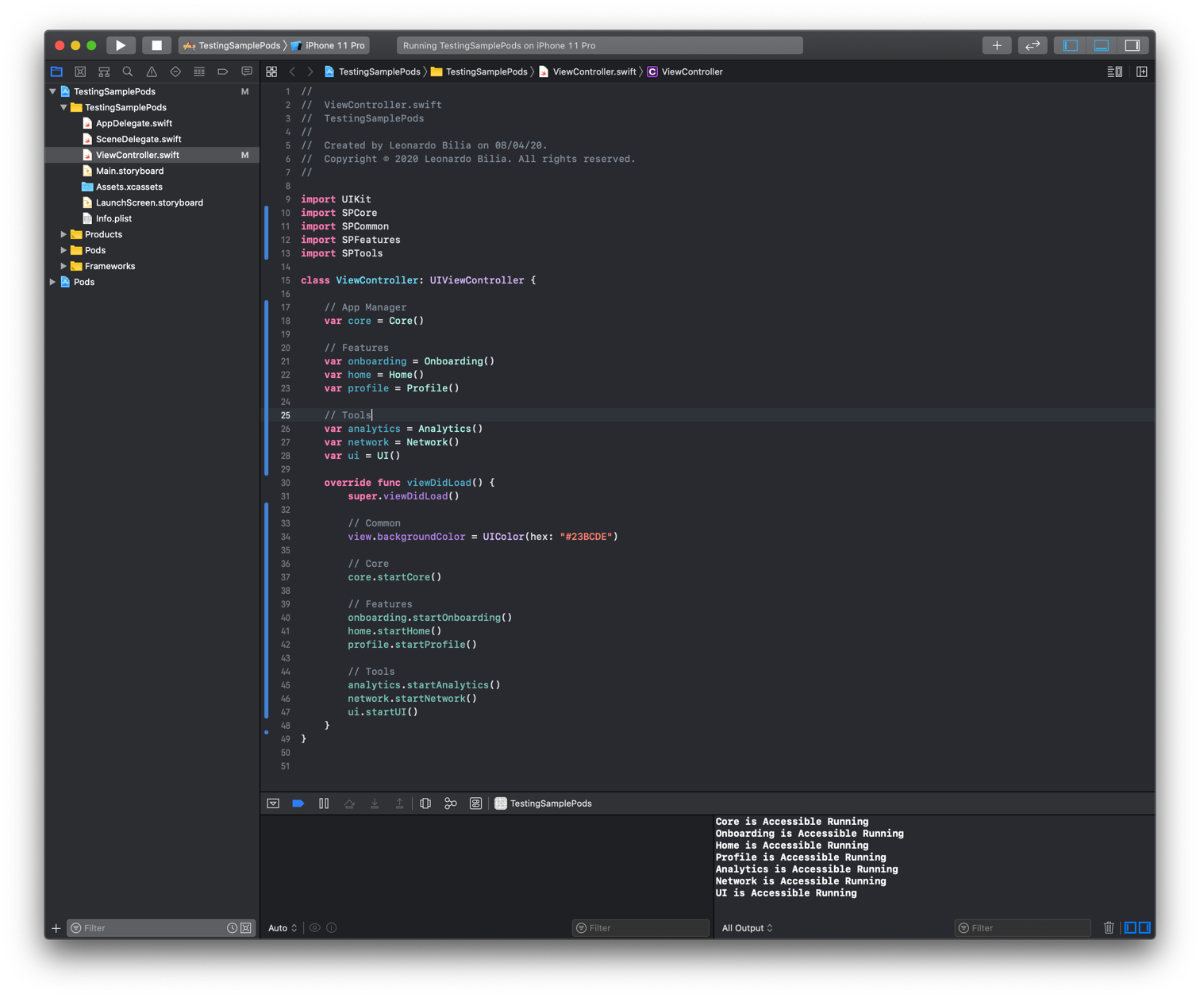 TestingSamplePods 〉 iPhone 11 Pro
Running TestingSamplePods on iPhone 11 Pro
TestingSamplePods 〉 TestingSamplePods 〉 ViewController.swift 〉 C ViewController
TestingSamplePods M
TestingSamplePods
AppDelegate.swift
SceneDelegate.swift
ViewController.swift M
Main.storyboard
Assets.xcassets
LaunchScreen.storyboard
Info.plist
Products
Pods
Frameworks
Pods
1 //
2 //  ViewController.swift
3 //  TestingSamplePods
4 //
5 //  Created by Leonardo Bilia on 08/04/20.
6 //  Copyright © 2020 Leonardo Bilia. All rights reserved.
7 //
8
9 import UIKit
10 import SPCore
11 import SPCommon
12 import SPFeatures
13 import SPTools
14
15 class ViewController: UIViewController {
16
17     // App Manager
18     var core = Core()
19
20     // Features
21     var onboarding = Onboarding()
22     var home = Home()
23     var profile = Profile()
24
25     // Tools
26     var analytics = Analytics()
27     var network = Network()
28     var ui = UI()
29
30     override func viewDidLoad() {
31         super.viewDidLoad()
32
33         // Common
34         view.backgroundColor = UIColor(hex: "#23BCDE")
35
36         // Core
37         core.startCore()
38
39         // Features
40         onboarding.startOnboarding()
41         home.startHome()
42         profile.startProfile()
43
44         // Tools
45         analytics.startAnalytics()
46         network.startNetwork()
47         ui.startUI()
48     }
49 }
50
51
TestingSamplePods
Core is Accessible Running
Onboarding is Accessible Running
Home is Accessible Running
Profile is Accessible Running
Analytics is Accessible Running
Network is Accessible Running
UI is Accessible Running
Filter
Auto
Filter
All Output
Filter